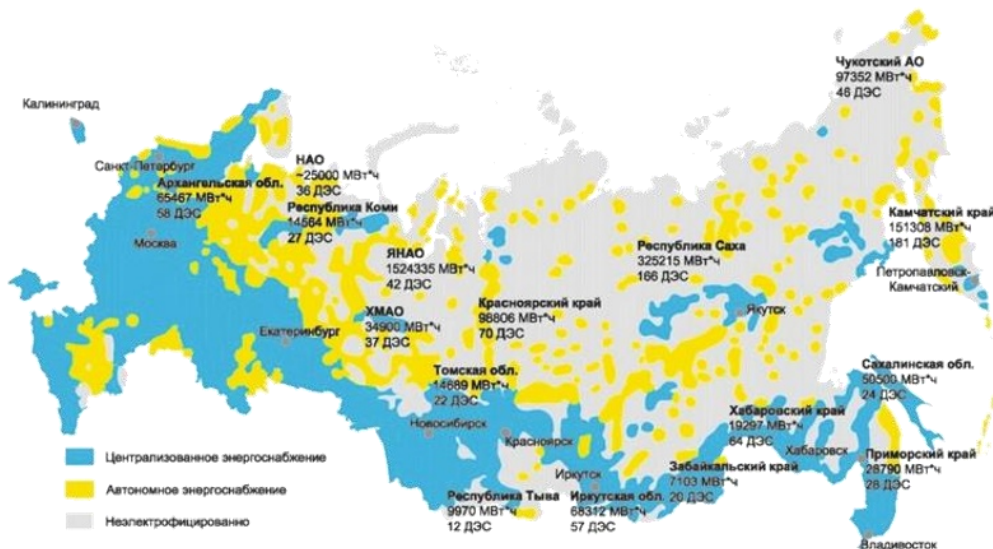 Чукотский АО
97352 МВт*ч
46 ДЭС
Калининград
Санкт-Петербург
НАО
~25000 МВт*ч
36 ДЭС
Архангельская обл.
65467 МВт*ч
58 ДЭС
Республика Коми
14564 МВт*ч
27 ДЭС
Москва
Камчатский край
151308 МВт*ч
181 ДЭС
Петропавловск-
Камчатский
ЯНАО
1524335 МВт*ч
42 ДЭС
Республика Саха
325215 МВт*ч
166 ДЭС
Якутск
ХМАО
34900 МВт*ч
37 ДЭС
Красноярский край
98806 МВт*ч
70 ДЭС
Екатеринбург
Томская обл.
14689 МВт*ч
22 ДЭС
Сахалинская обл.
50500 МВт*ч
24 ДЭС
Новосибирск
Красноярск
Хабаровский край
19297 МВт*ч
64 ДЭС
Хабаровск
Приморский край
28790 МВт*ч
28 ДЭС
Иркутск
Забайкальский край
7103 МВт*ч
20 ДЭС
Республика Тыва
9970 МВт*ч
12 ДЭС
Иркутская обл.
68312 МВт*ч
57 ДЭС
Владивосток
Централизованное энергоснабжение
Автономное энергоснабжение
Неэлектрофицировано